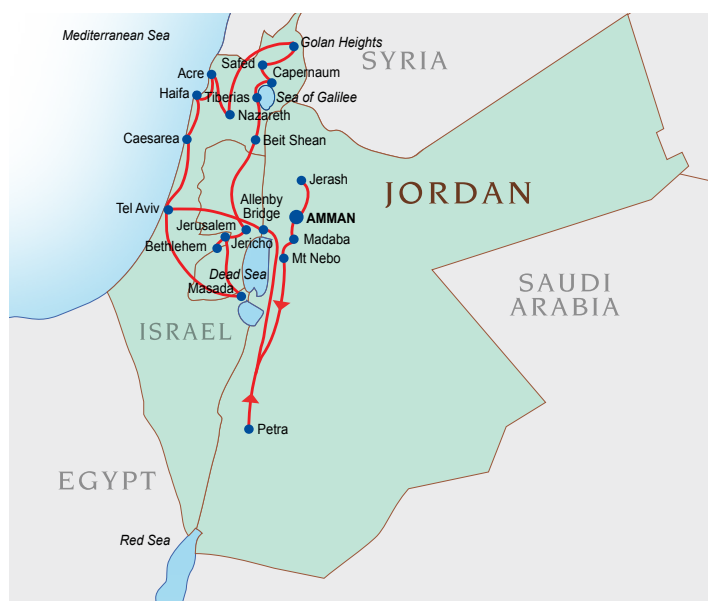 Mediterranean Sea
Golan Heights
SYRIA
Safed
Acre
Capernaum
Haifa
Tiberias
Sea of Galilee
Nazareth
Caesarea
Beit Shean
Jerash
JORDAN
Tel Aviv
Allenby
Bridge
AMMAN
Jerusalem
Madaba
Bethlehem
Jericho
Mt Nebo
Dead Sea
SAUDI
ARABIA
Masada
ISRAEL
Petra
EGYPT
Red Sea